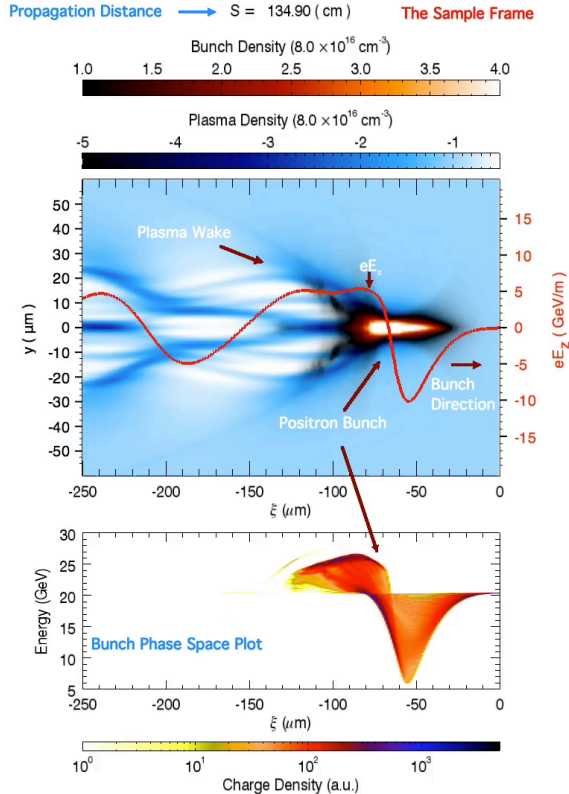 Propagation Distance → S = 134.90 ( cm ) The Sample Frame
Bunch Density (8.0 × 10¹⁶ cm⁻³)
1.0 1.5 2.0 2.5 3.0 3.5 4.0
Plasma Density (8.0 × 10¹⁶ cm⁻³)
-5 -4 -3 -2 -1
Plasma Wake
eE_z
Positron Bunch
Bunch
Direction
y ( μm )
50
40
30
20
10
0
-10
-20
-30
-40
-50
eE_Z ( GeV/m )
15
10
5
0
-5
-10
-15
-250 -200 -150 -100 -50 0
ξ (μm)
Energy (GeV)
30
25
20
15
10
5
Bunch Phase Space Plot
-250 -200 -150 -100 -50 0
ξ (μm)
10⁰ 10¹ 10² 10³
Charge Density (a.u.)